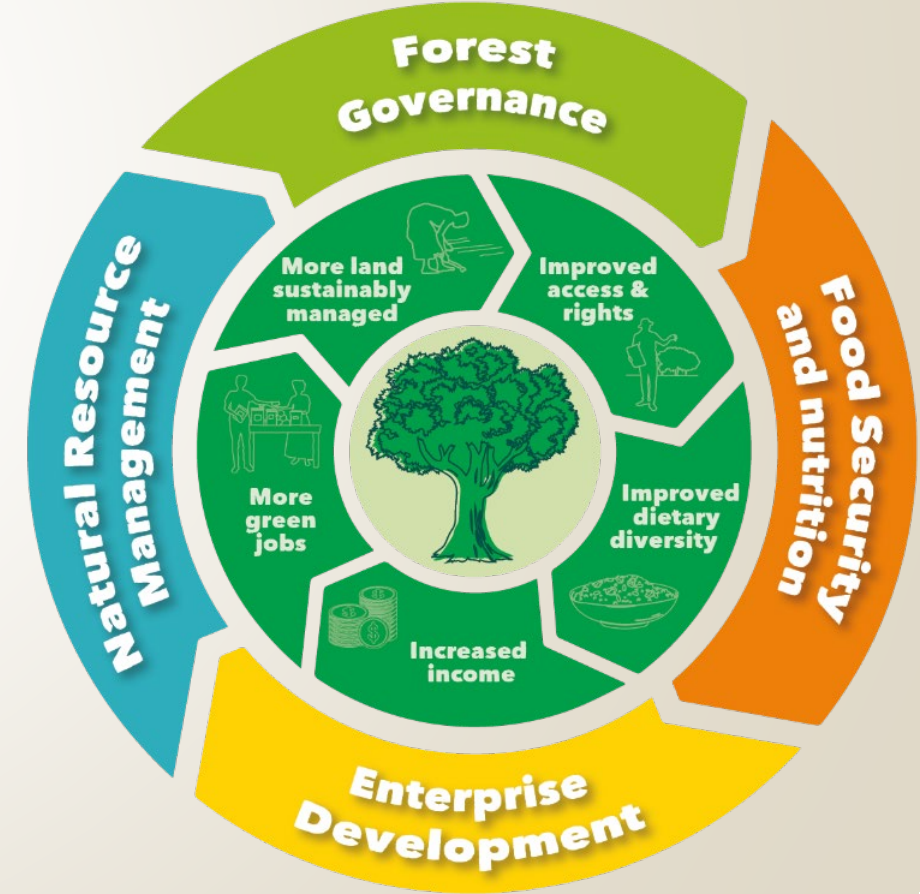 Forest
Governance
Food Security
and nutrition
Enterprise
Development
Natural Resource
Management
More land
sustainably
managed
Improved
access &
rights
Improved
dietary
diversity
Increased
income
More
green
jobs
$
$
$